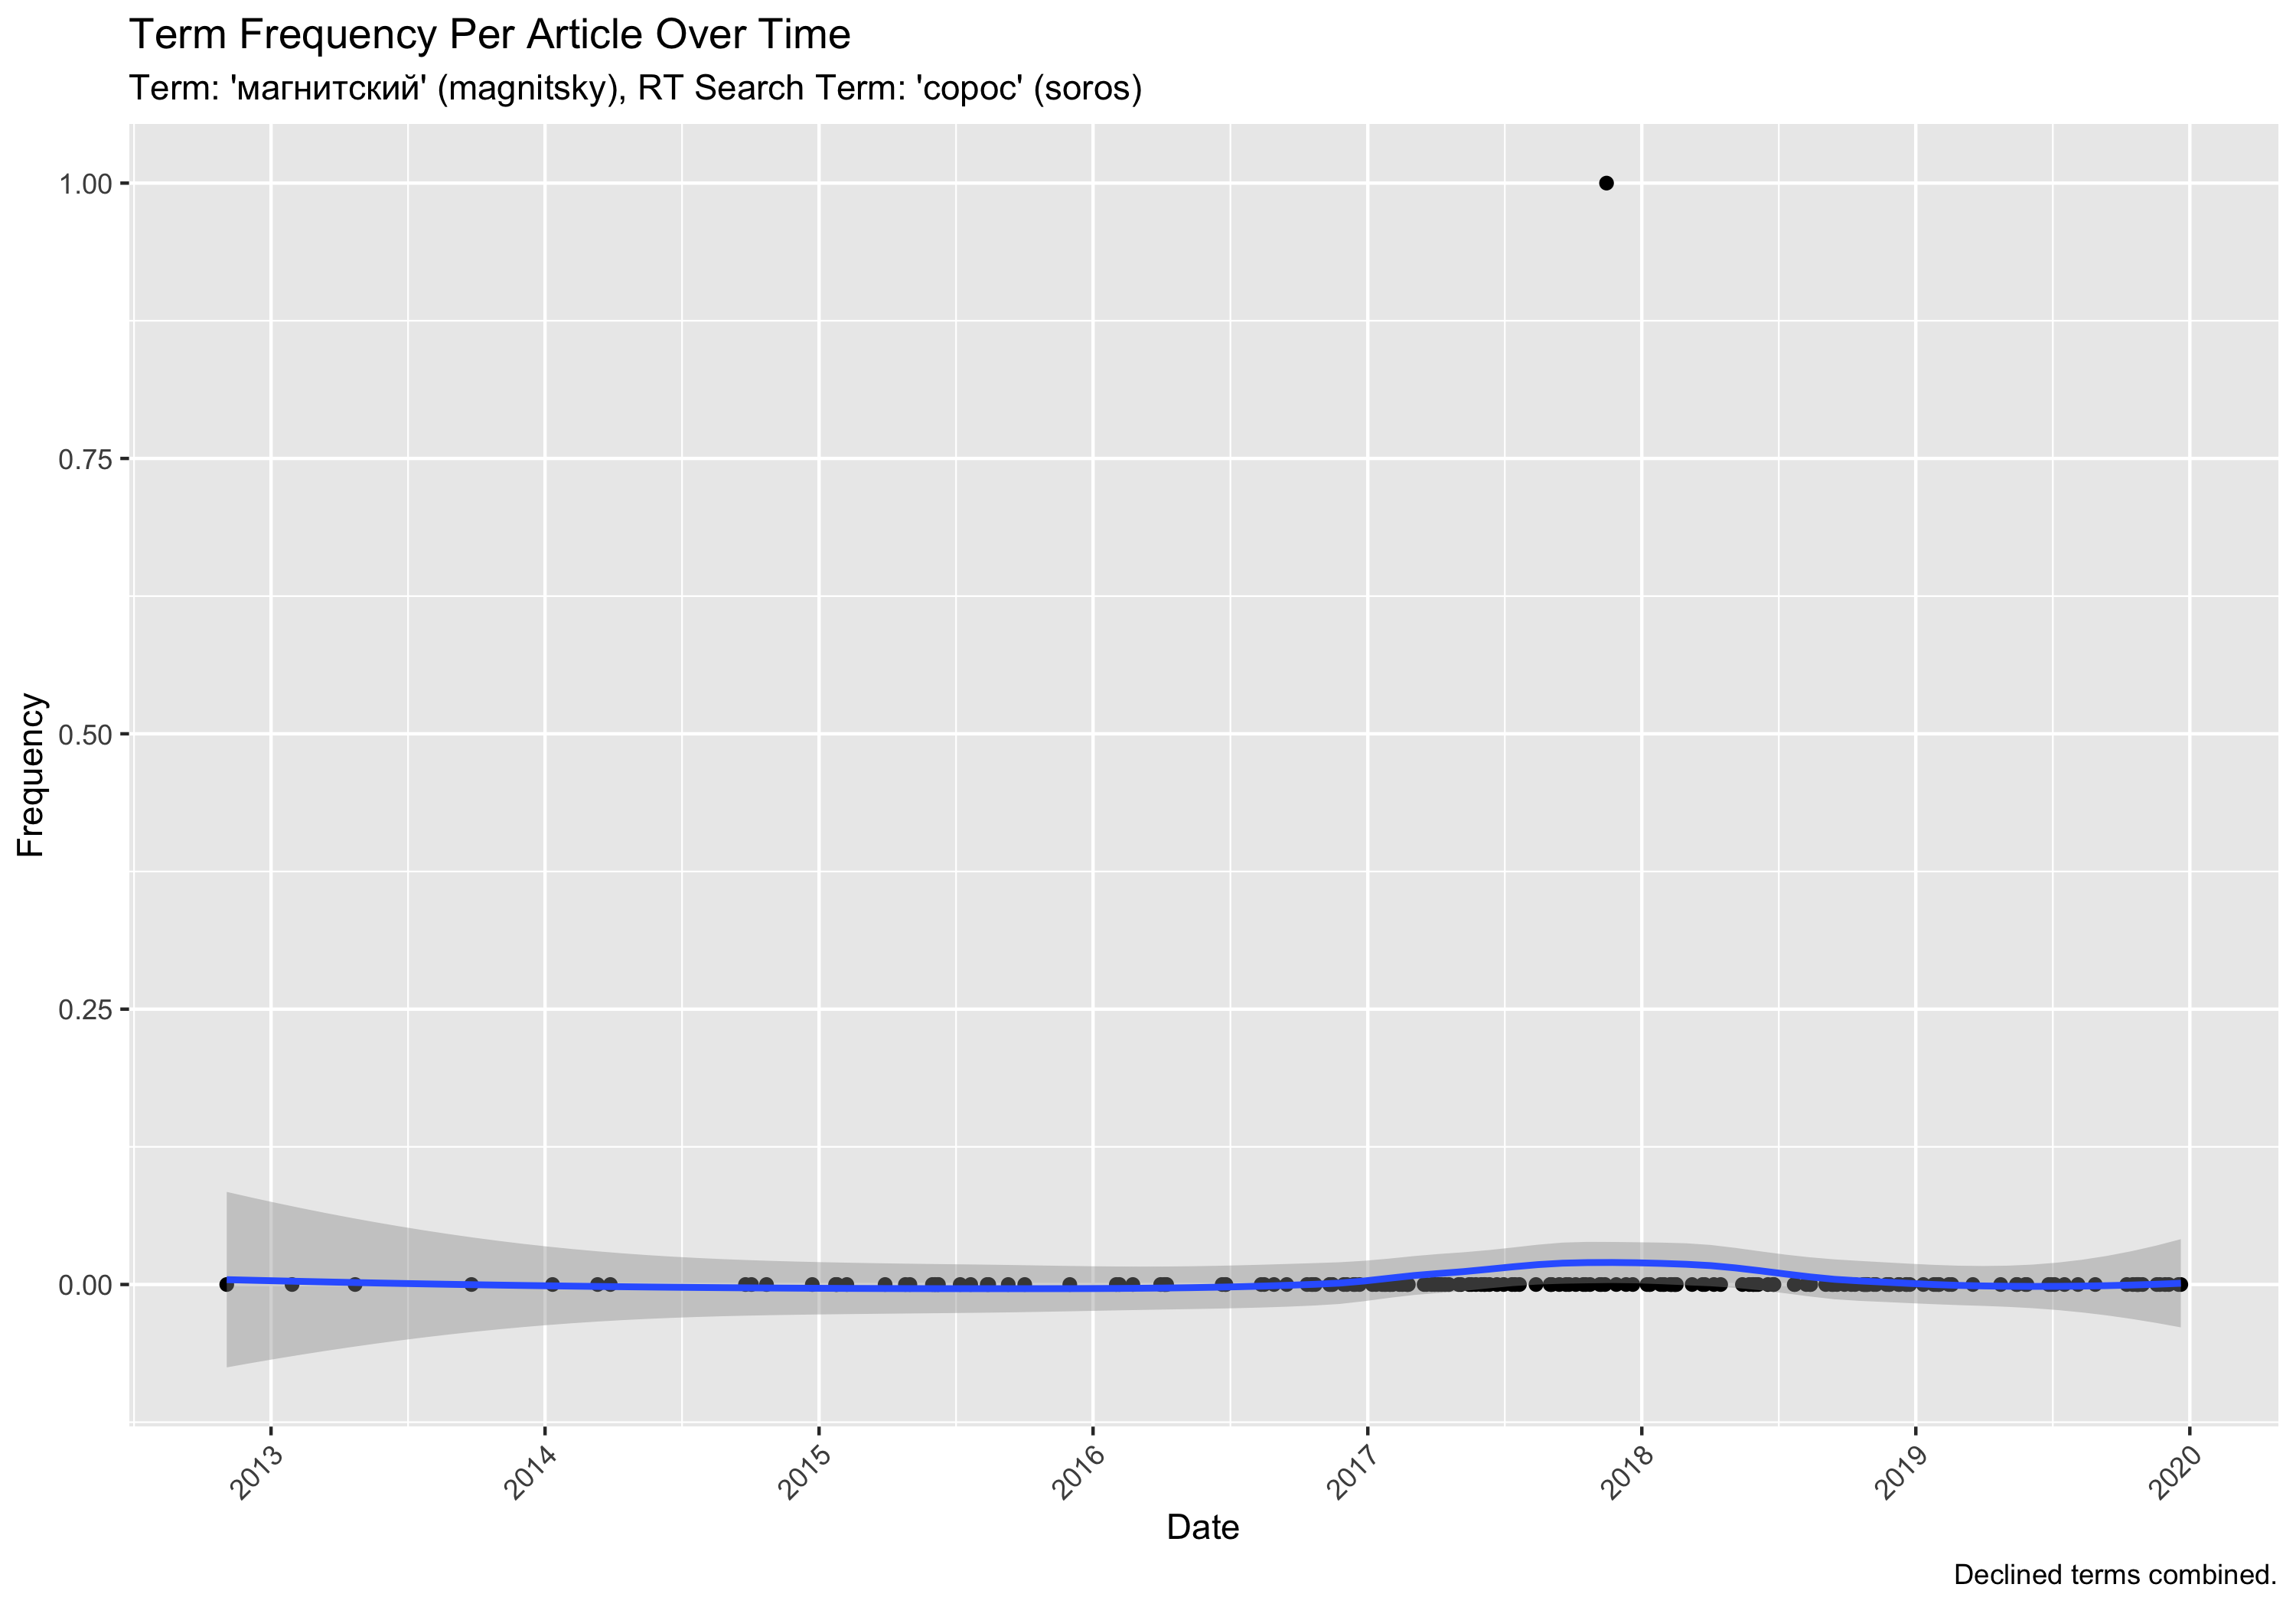 Term Frequency Per Article Over Time
Term: 'магнитский' (magnitsky), RT Search Term: 'сорос' (soros)
1.00
0.75
0.50
0.25
0.00
Frequency
2013
2014
2015
2016
2017
2018
2019
2020
Date
Declined terms combined.